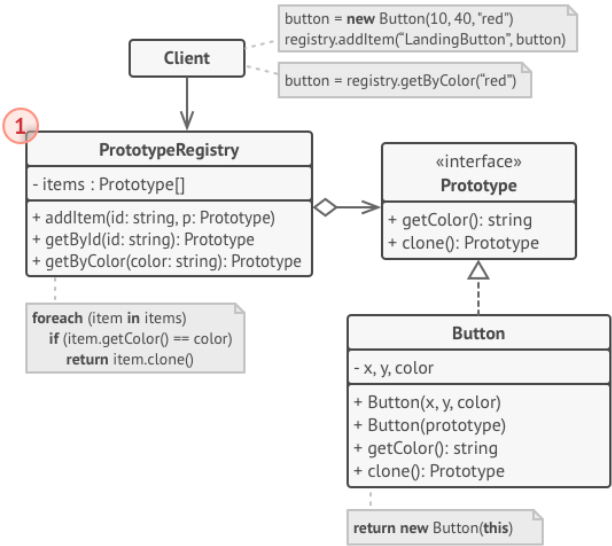 button = new Button(10, 40, "red")
registry.addItem(“LandingButton”, button)
Client
button = registry.getByColor(“red”)
1
PrototypeRegistry
- items : Prototype[]
+ addItem(id: string, p: Prototype)
+ getById(id: string): Prototype
+ getByColor(color: string): Prototype
«interface»
Prototype
+ getColor(): string
+ clone(): Prototype
foreach (item in items)
if (item.getColor() == color)
return item.clone()
Button
- x, y, color
+ Button(x, y, color)
+ Button(prototype)
+ getColor(): string
+ clone(): Prototype
return new Button(this)